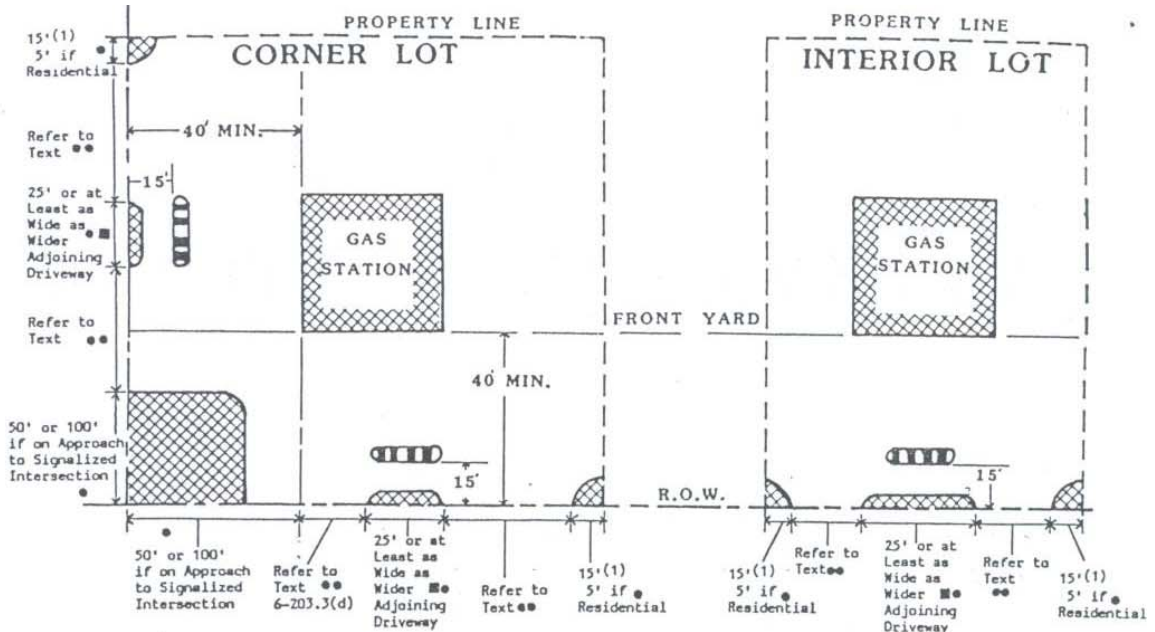 PROPERTY LINE
PROPERTY LINE
15'(1) ●
5' if
Residential
CORNER LOT
INTERIOR LOT
40' MIN.
Refer to
Text ●●
15'
25' or at
Least as
Wide as ●■
Wider
Adjoining
Driveway
GAS
STATION
GAS
STATION
Refer to
Text ●●
FRONT YARD
40' MIN.
50' or 100'
if on Approach
to Signalized
Intersection
●
15'
15'
R.O.W.
●
50' or 100'
if on Approach
to Signalized
Intersection
Refer to
Text ●●
6-203.3(d)
25' or at
Least as
Wide as
Wider ■●
Adjoining
Driveway
Refer to
Text ●●
15'(1)
5' if ●
Residential
15'(1)
5' if ●
Residential
Refer to
Text ●●
25' or at
Least as
Wide as
Wider ■●
Adjoining
Driveway
Refer to
Text
●●
15'(1)
5' if ●
Residential